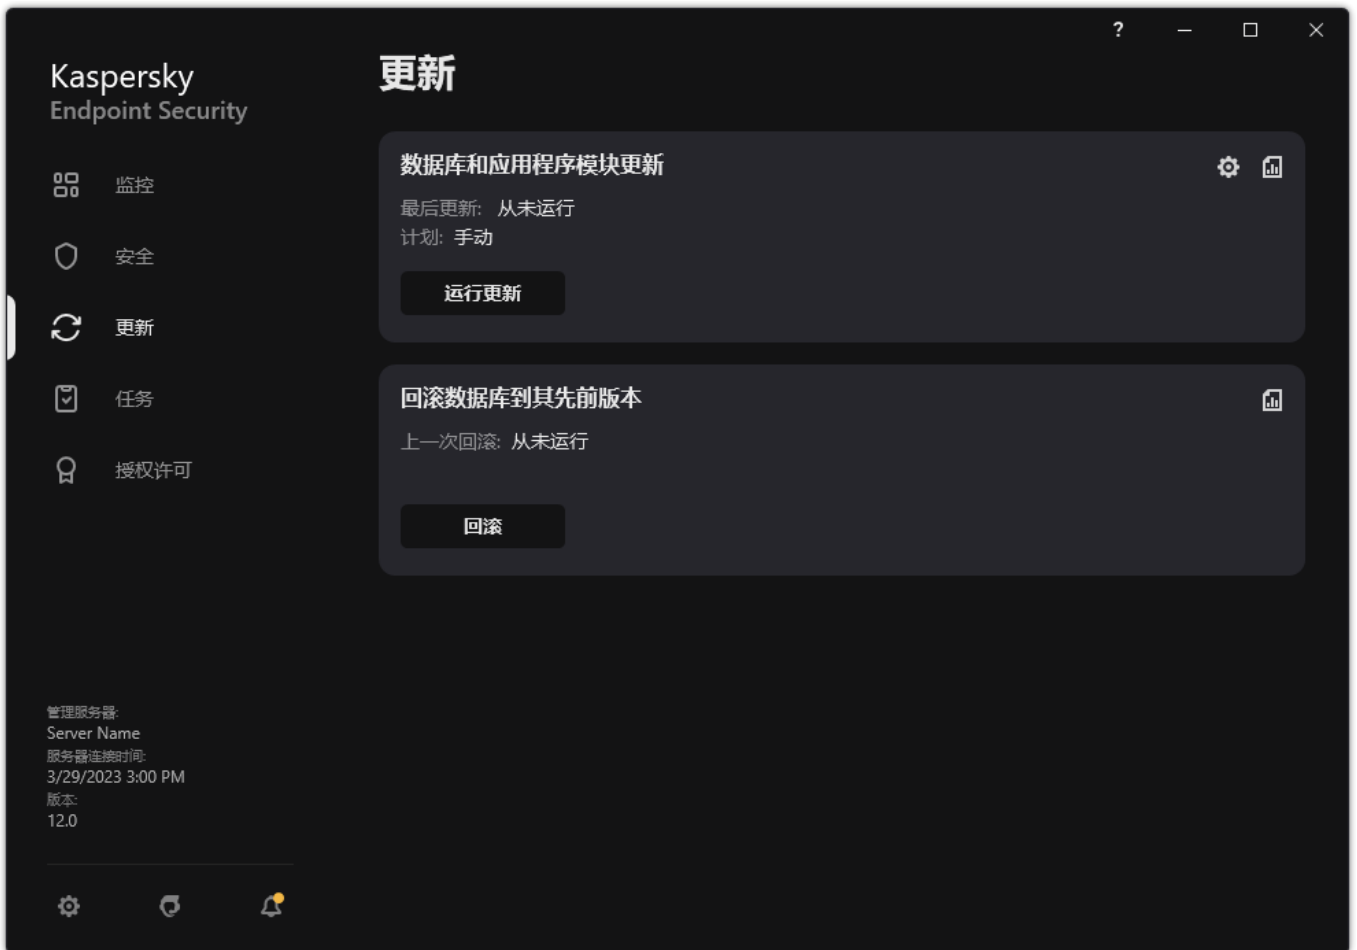 ?
Kaspersky
Endpoint Security
监控
安全
更新
任务
授权许可
管理服务器:
Server Name
服务器连接时间:
3/29/2023 3:00 PM
版本:
12.0
更新
数据库和应用程序模块更新
最后更新: 从未运行
计划: 手动
运行更新
回滚数据库到其先前版本
上一次回滚: 从未运行
回滚